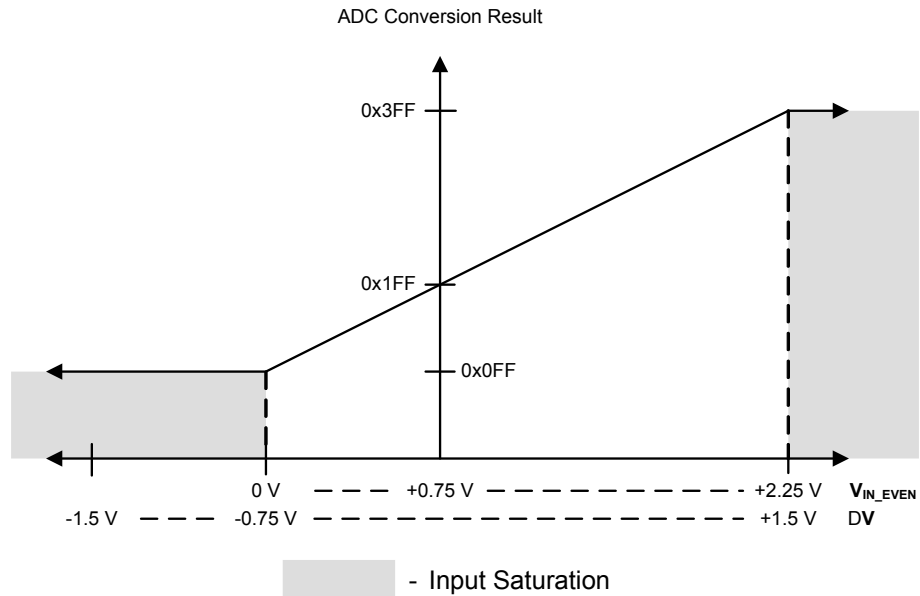 ADC Conversion Result
0x3FF
0x1FF
0x0FF
0 V +0.75 V +2.25 V VIN_EVEN
-1.5 V -0.75 V +1.5 V DV
- Input Saturation